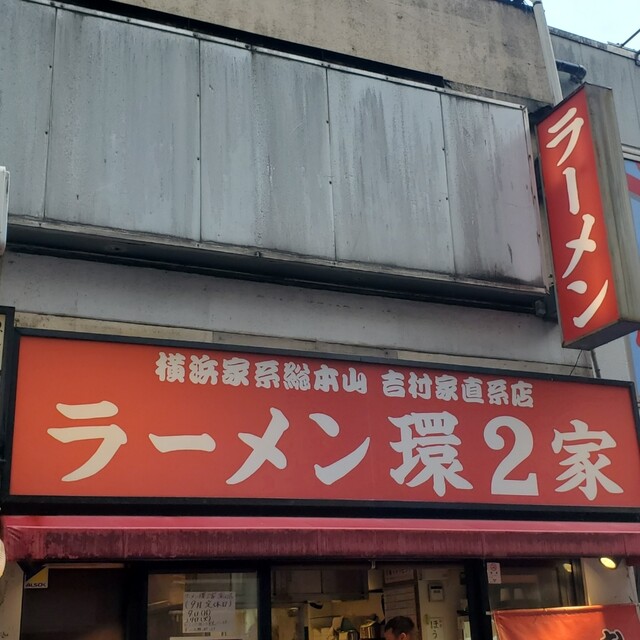 ラーメン
横浜家系総本山 吉村家直系店
ラーメン環2家